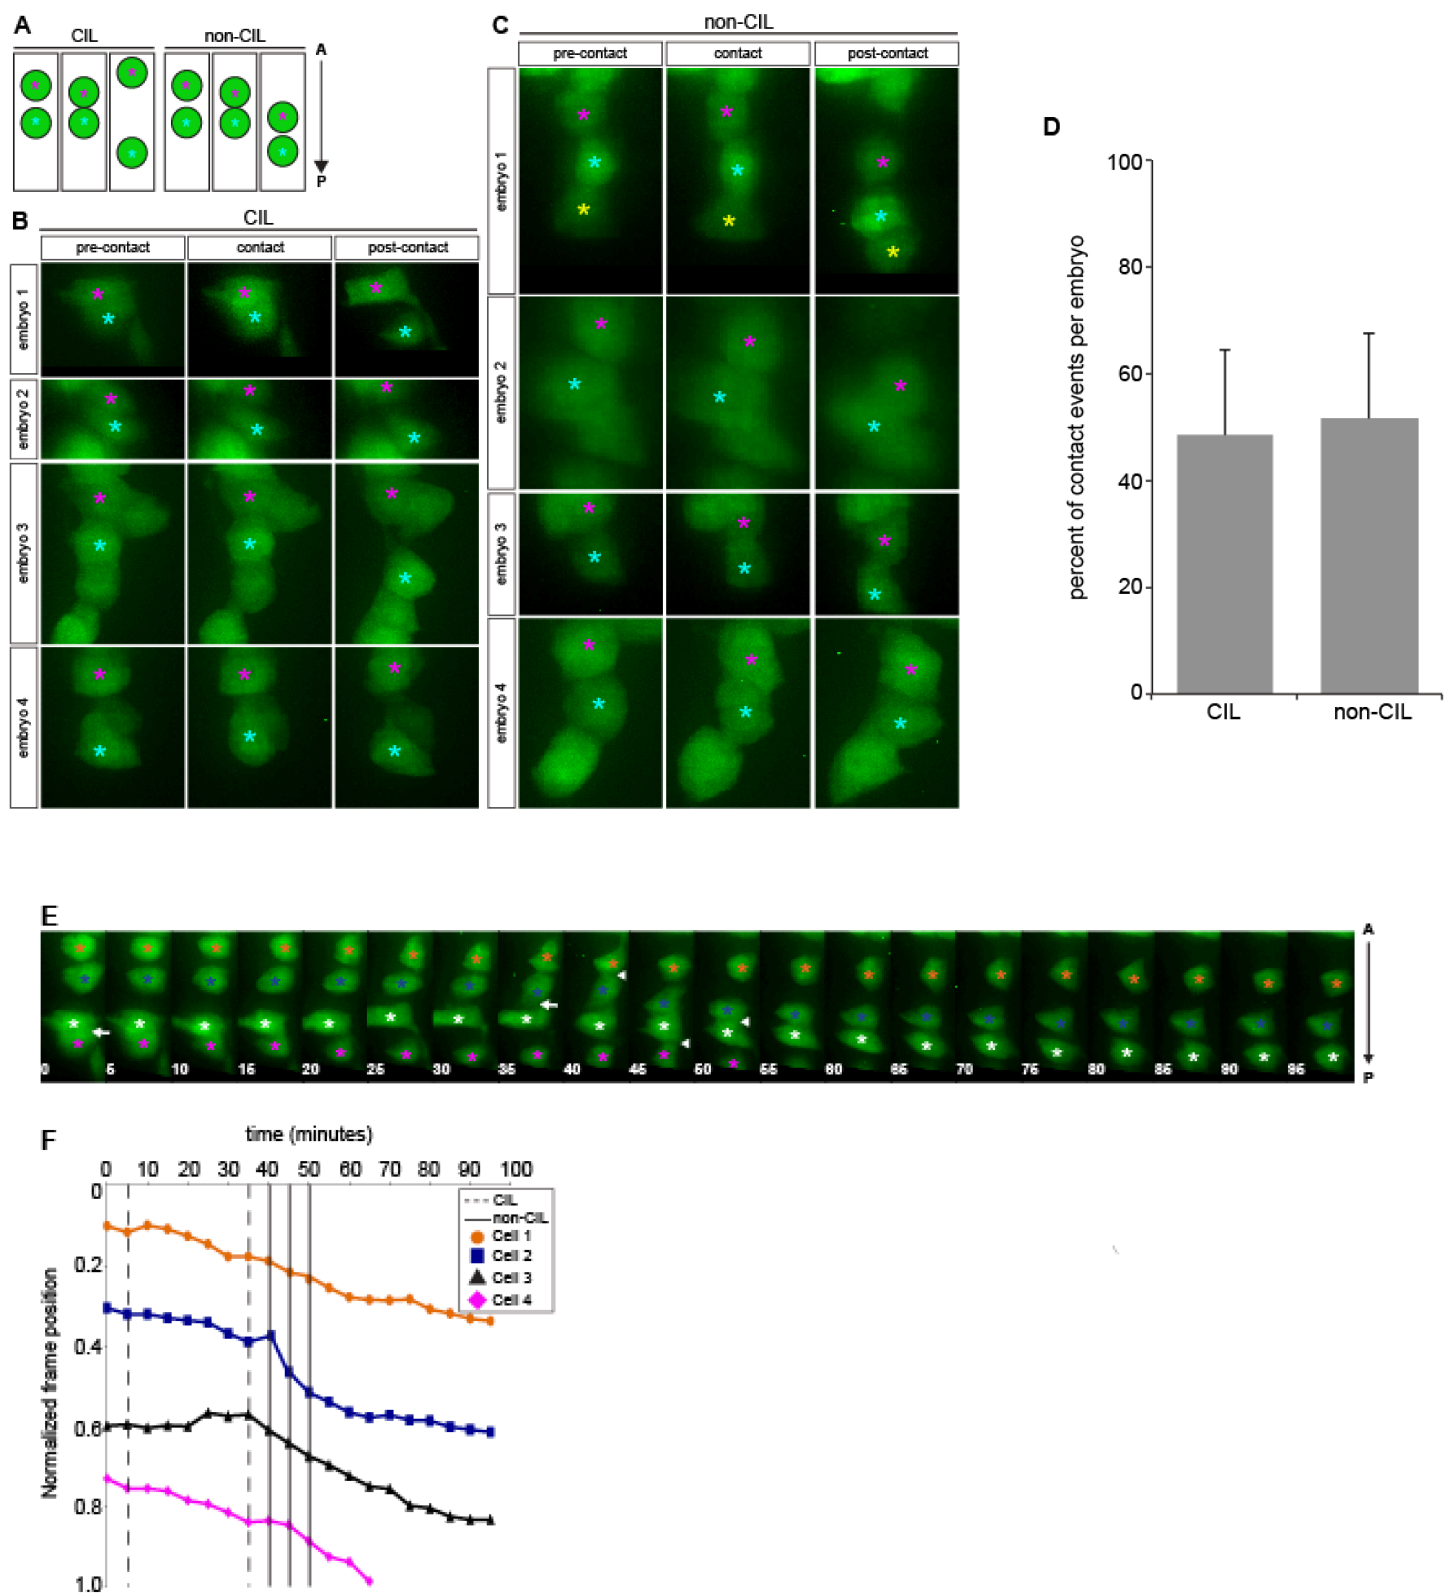 A
CIL
non-CIL
A
P
B
CIL
pre-contact
contact
post-contact
embryo 1
embryo 2
embryo 3
embryo 4
C
non-CIL
pre-contact
contact
post-contact
embryo 1
embryo 2
embryo 3
embryo 4
D
percent of contact events per embryo
100
80
60
40
20
0
CIL
non-CIL
E
0 5 10 15 20 25 30 35 40 45 50 55 60 65 70 75 80 85 90 95
A
P
F
time (minutes)
0 10 20 30 40 50 60 70 80 90 100
Normalized frame position
0
0.2
0.4
0.6
0.8
1.0
CIL
non-CIL
Cell 1
Cell 2
Cell 3
Cell 4